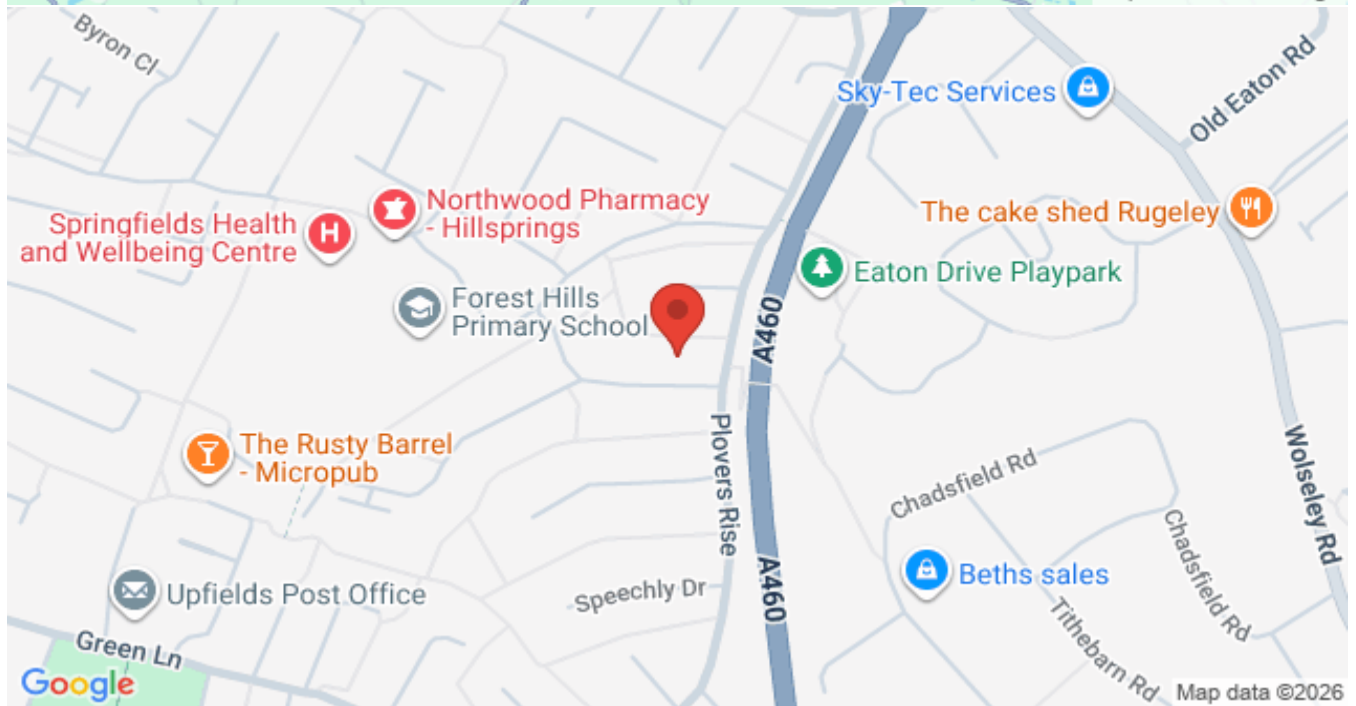 Byron Cl
Sky-Tec Services
Old Eaton Rd
Northwood Pharmacy
- Hillsprings
Springfields Health
and Wellbeing Centre
H
The cake shed Rugeley
Eaton Drive Playpark
Forest Hills
Primary School
A460
Plovers Rise
The Rusty Barrel
- Micropub
Chadsfield Rd
Wolseley Rd
Chadsfield Rd
A460
Beths sales
Upfields Post Office
Speechly Dr
Tithebarn Rd
Green Ln
Google
Map data ©2026